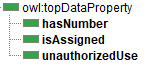 owl:topDataProperty
hasNumber
isAssigned
unauthorizedUse